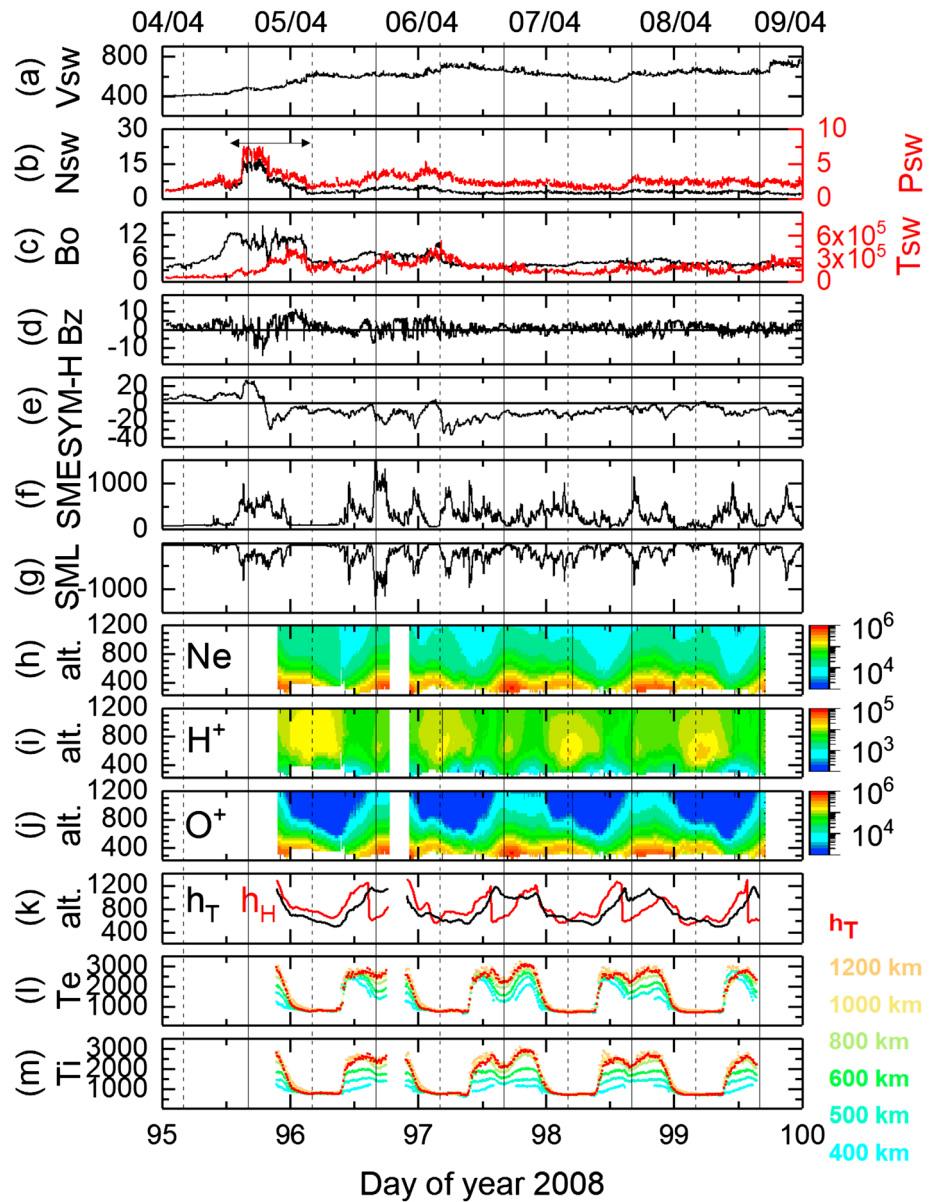 04/04 05/04 06/04 07/04 08/04 09/04
(a) Vsw 800 400
(b) Nsw 30 15 0 10 5 0 Psw
(c) Bo 12 6 0 6x10⁵ 3x10⁵ 0 Tsw
(d) Bz 10 -10
(e) SYM-H 20 0 -20 -40
(f) SME 1000 0
(g) SML -1000
(h) alt. 1200 800 400 Ne 10⁶ 10⁴
(i) alt. 1200 800 400 H⁺ 10⁵ 10³
(j) alt. 1200 800 400 O⁺ 10⁶ 10⁴
(k) alt. 1200 800 400 hT hH
hT
(l) Te 3000 2000 1000
1200 km
1000 km
800 km
(m) Ti 3000 2000 1000
600 km
500 km
400 km
95 96 97 98 99 100
Day of year 2008